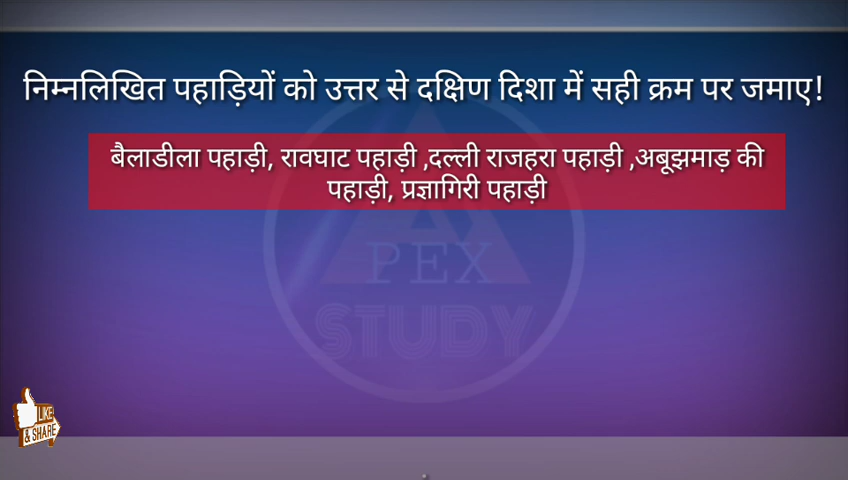 निम्नलिखित पहाड़ियों को उत्तर से दक्षिण दिशा में सही क्रम पर जमाए!
बैलाडीला पहाड़ी, रावघाट पहाड़ी ,दल्ली राजहरा पहाड़ी ,अबूझमाड़ की
पहाड़ी, प्रज्ञागिरी पहाड़ी
PEX
STUDY
LIKE
& SHARE